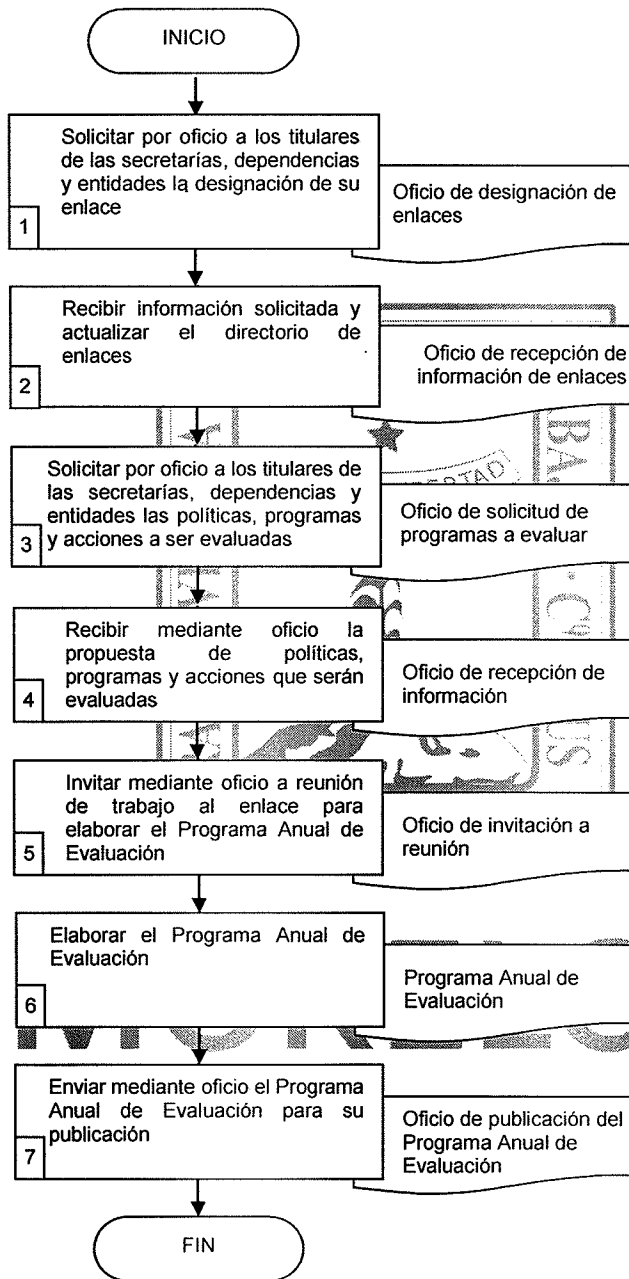 INICIO
Solicitar por oficio a los titulares
de las secretarías, dependencias
y entidades la designación de su
enlace
1
Oficio de designación de
enlaces
Recibir información solicitada y
actualizar el directorio de
enlaces
2
Oficio de recepción de
información de enlaces
Solicitar por oficio a los titulares de
las secretarías, dependencias y
entidades las políticas, programas
y acciones a ser evaluadas
3
Oficio de solicitud de
programas a evaluar
Recibir mediante oficio la
propuesta de políticas,
programas y acciones que serán
evaluadas
4
Oficio de recepción de
información
Invitar mediante oficio a reunión
de trabajo al enlace para
elaborar el Programa Anual de
Evaluación
5
Oficio de invitación a
reunión
Elaborar el Programa Anual de
Evaluación
6
Programa Anual de
Evaluación
Enviar mediante oficio el Programa
Anual de Evaluación para su
publicación
7
Oficio de publicación del
Programa Anual de
Evaluación
FIN